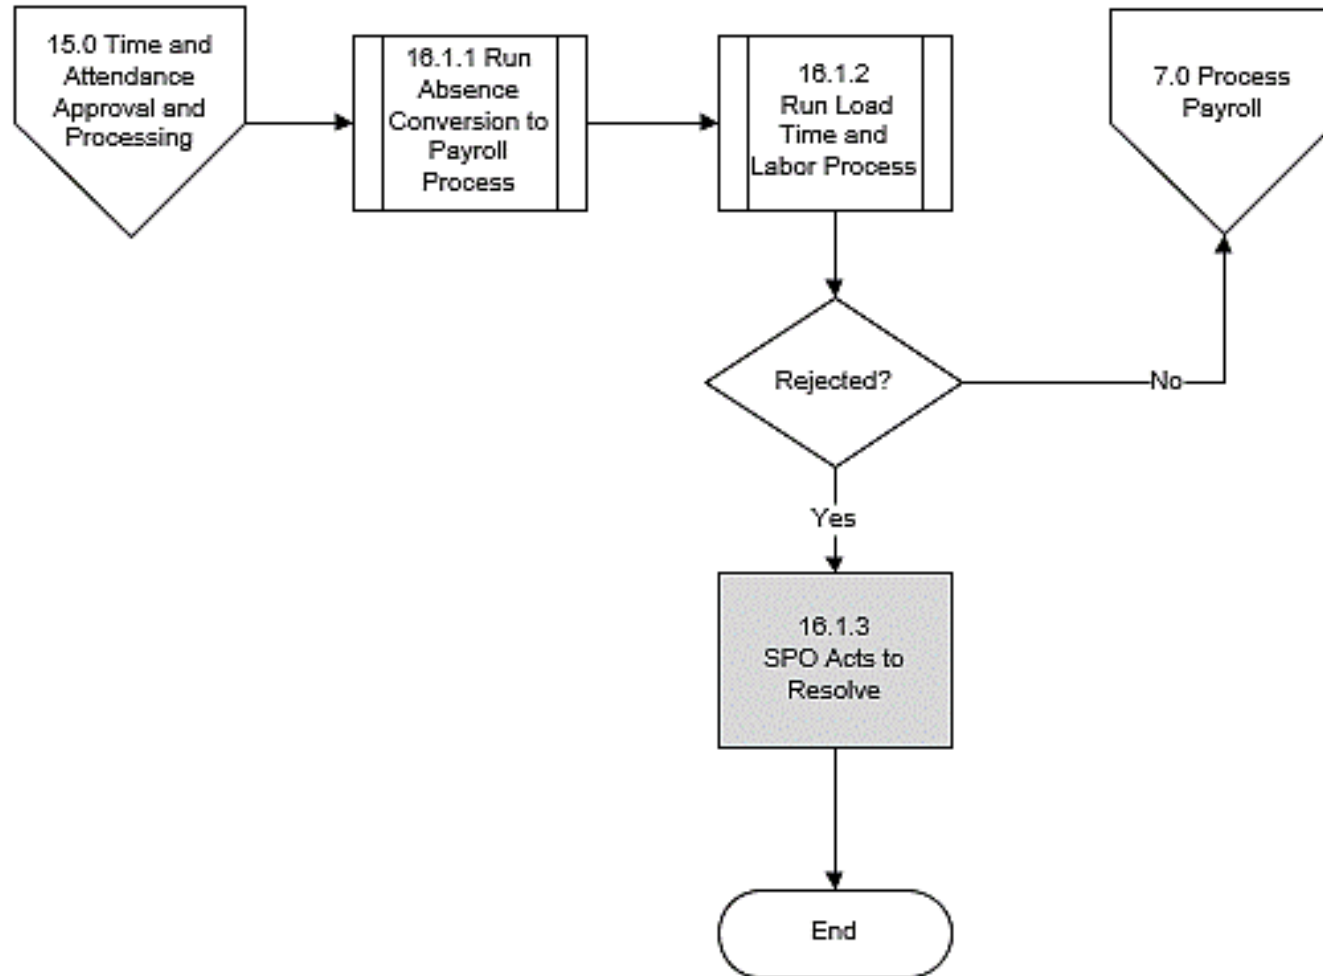 15.0 Time and
Attendance
Approval and
Processing
16.1.1 Run
Absence
Conversion to
Payroll
Process
16.1.2
Run Load
Time and
Labor Process
7.0 Process
Payroll
Rejected?
No
Yes
16.1.3
SPO Acts to
Resolve
End